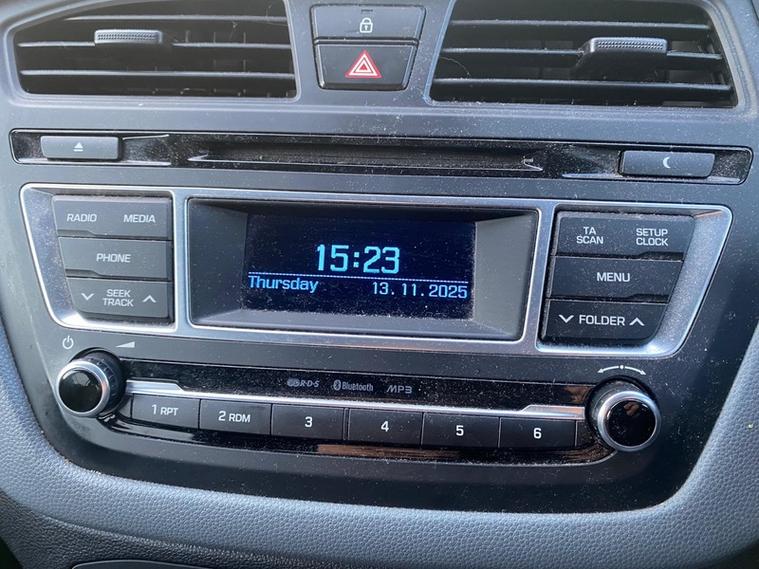 RADIO MEDIA
PHONE
SEEK
TRACK
15:23
Thursday 13.11.2025
TA
SCAN
SETUP
CLOCK
MENU
FOLDER
R·D·S Bluetooth MP3
1 RPT 2 RDM 3 4 5 6